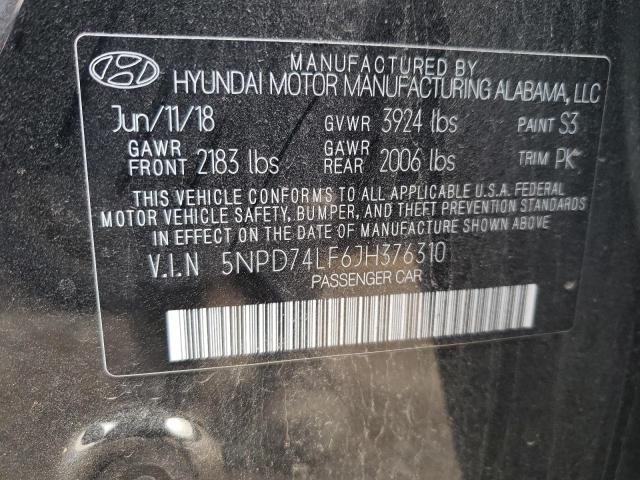 MANUFACTURED BY
HYUNDAI MOTOR MANUFACTURING ALABAMA, LLC
Jun/11/18 GVWR 3924 lbs PAINT S3
GAWR FRONT 2183 lbs GAWR REAR 2006 lbs TRIM PK
THIS VEHICLE CONFORMS TO ALL APPLICABLE U.S.A. FEDERAL
MOTOR VEHICLE SAFETY, BUMPER, AND THEFT PREVENTION STANDARDS
IN EFFECT ON THE DATE OF MANUFACTURE SHOWN ABOVE.
V.I.N 5NPD74LF6JH376310
PASSENGER CAR